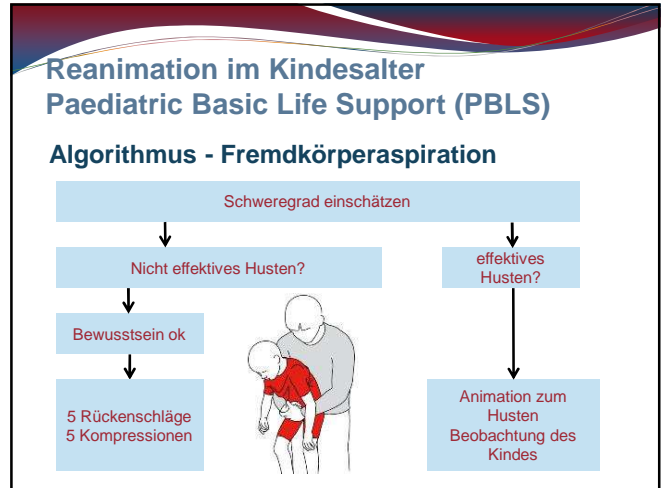 Reanimation im Kindesalter
Paediatric Basic Life Support (PBLS)
Algorithmus - Fremdkörperaspiration
Schweregrad einschätzen
Nicht effektives Husten?
effektives
Husten?
Bewusstsein ok
5 Rückenschläge
5 Kompressionen
Animation zum
Husten
Beobachtung des
Kindes